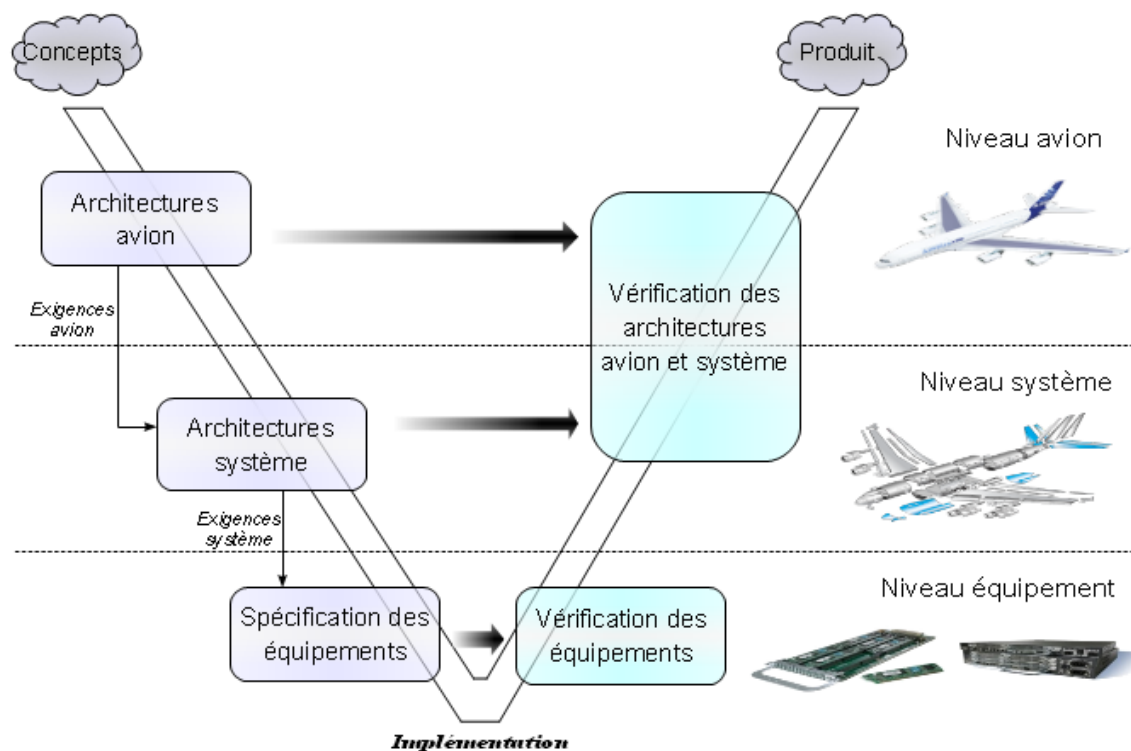 Concepts
Produit
Niveau avion
Architectures
avion
Exigences
avion
Vérification des
architectures
avion et système
Niveau système
Architectures
système
Exigences
système
Niveau équipement
Spécification des
équipements
Vérification des
équipements
Implémentation